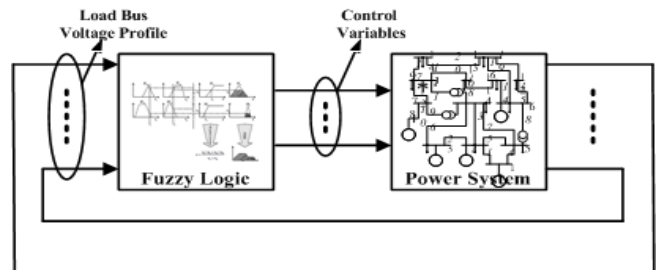 Load Bus
Voltage Profile
Control
Variables
Fuzzy Logic
Power System